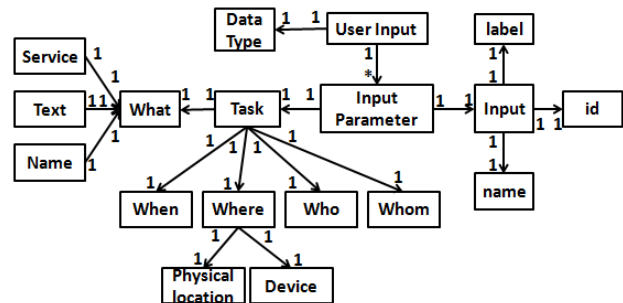 Data
Type
1
1
User Input
label
1
*
1
1
Service
1
1
Text
1
1
What
1
1
Task
1
1
Input
Parameter
1
1
Input
1
1
id
Name
1
1
1
1
1
1
1
1
name
1
1
1
1
When
Where
Who
Whom
1
1
1
1
Physical
location
Device